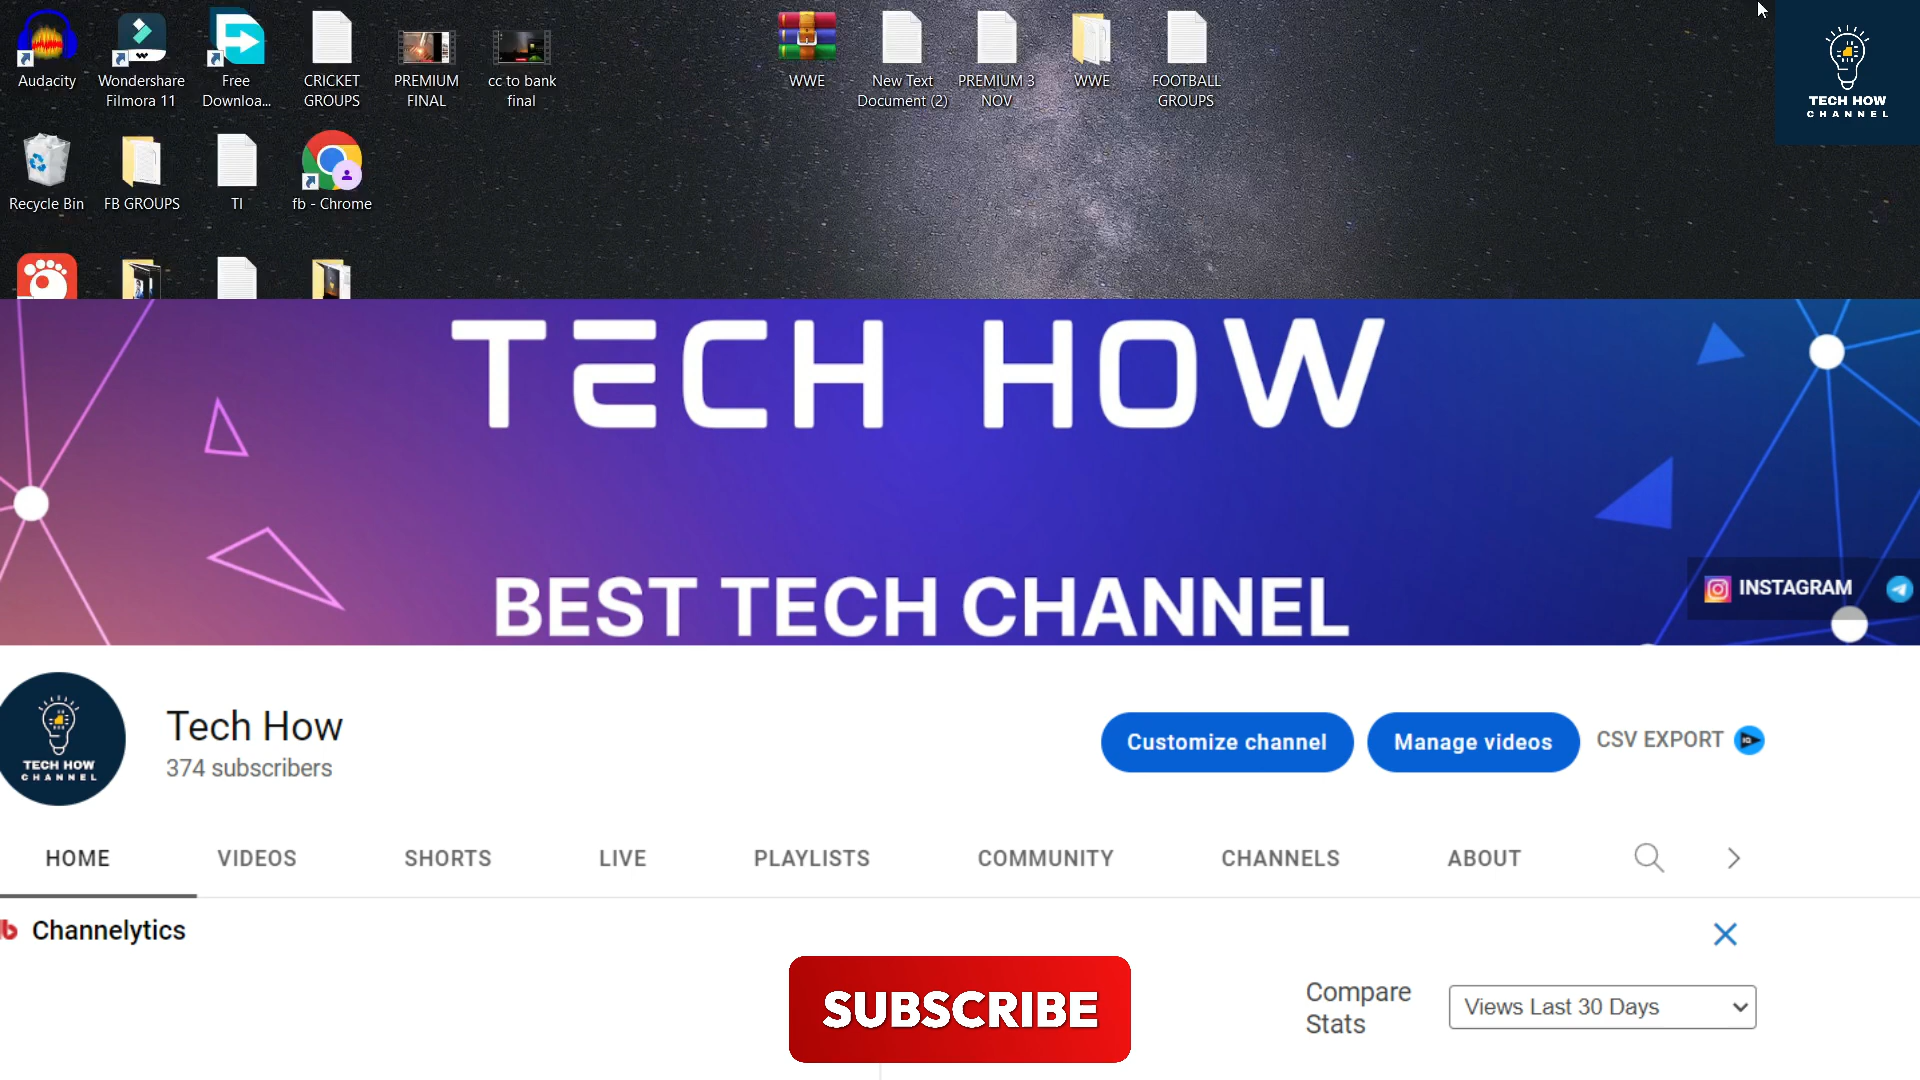 Audacity
Wondershare
Filmora 11
Free
Downloa...
CRICKET
GROUPS
PREMIUM
FINAL
cc to bank
final
WWE
New Text
Document (2)
PREMIUM 3
NOV
WWE
FOOTBALL
GROUPS
TECH HOW
CHANNEL
Recycle Bin
FB GROUPS
TI
fb - Chrome
TECH HOW
BEST TECH CHANNEL
INSTAGRAM
TECH HOW
CHANNEL
Tech How
374 subscribers
Customize channel
Manage videos
CSV EXPORT
IQ
HOME
VIDEOS
SHORTS
LIVE
PLAYLISTS
COMMUNITY
CHANNELS
ABOUT
Channelytics
SUBSCRIBE
Compare
Stats
Views Last 30 Days